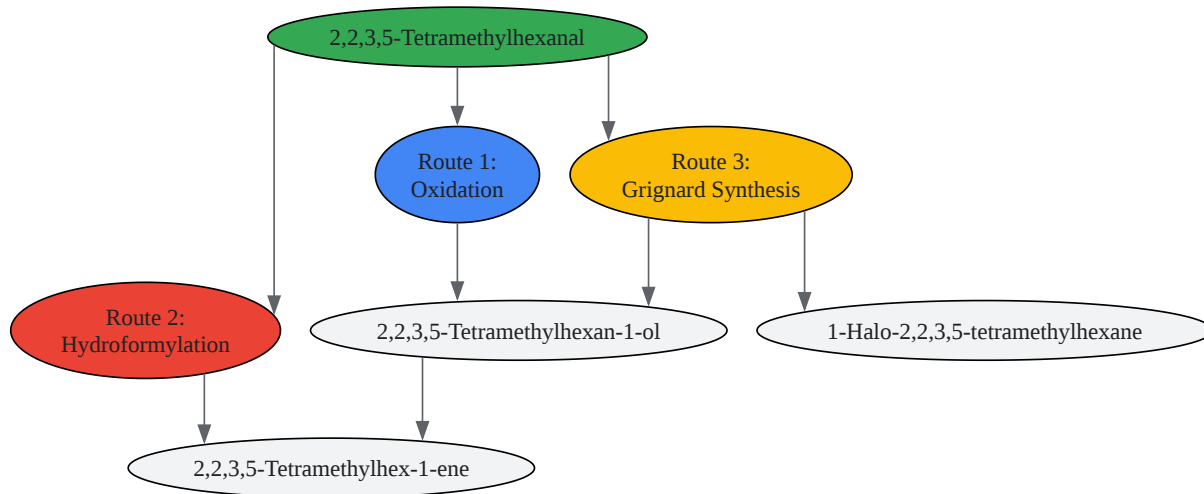 2,2,3,5-Tetramethylhexanal
Route 1:
Oxidation
Route 3:
Grignard Synthesis
Route 2:
Hydroformylation
2,2,3,5-Tetramethylhexan-1-ol
1-Halo-2,2,3,5-tetramethylhexane
2,2,3,5-Tetramethylhex-1-ene